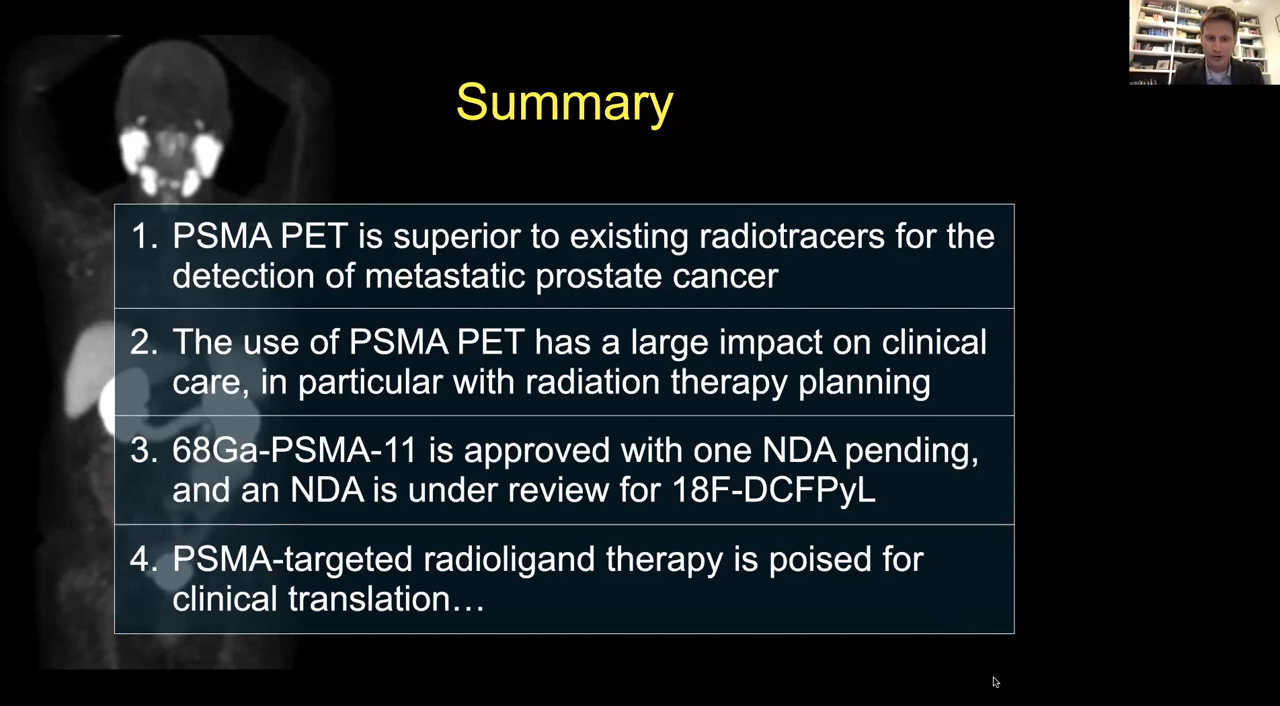 Summary
1. PSMA PET is superior to existing radiotracers for the
detection of metastatic prostate cancer
2. The use of PSMA PET has a large impact on clinical
care, in particular with radiation therapy planning
3. 68Ga-PSMA-11 is approved with one NDA pending,
and an NDA is under review for 18F-DCFPyL
4. PSMA-targeted radioligand therapy is poised for
clinical translation…